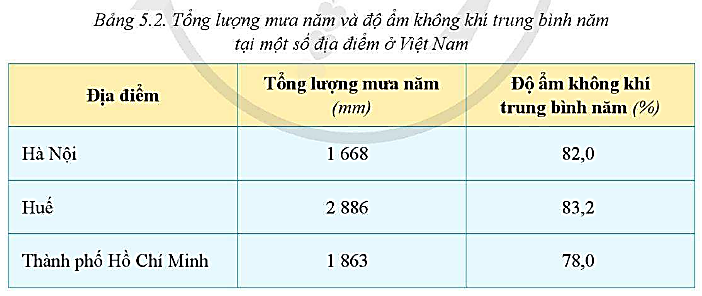 Bảng 5.2. Tổng lượng mưa năm và độ ẩm không khí trung bình năm
tại một số địa điểm ở Việt Nam
Địa điểm
Tổng lượng mưa năm
(mm)
Độ ẩm không khí
trung bình năm (%)
Hà Nội
1 668
82,0
Huế
2 886
83,2
Thành phố Hồ Chí Minh
1 863
78,0